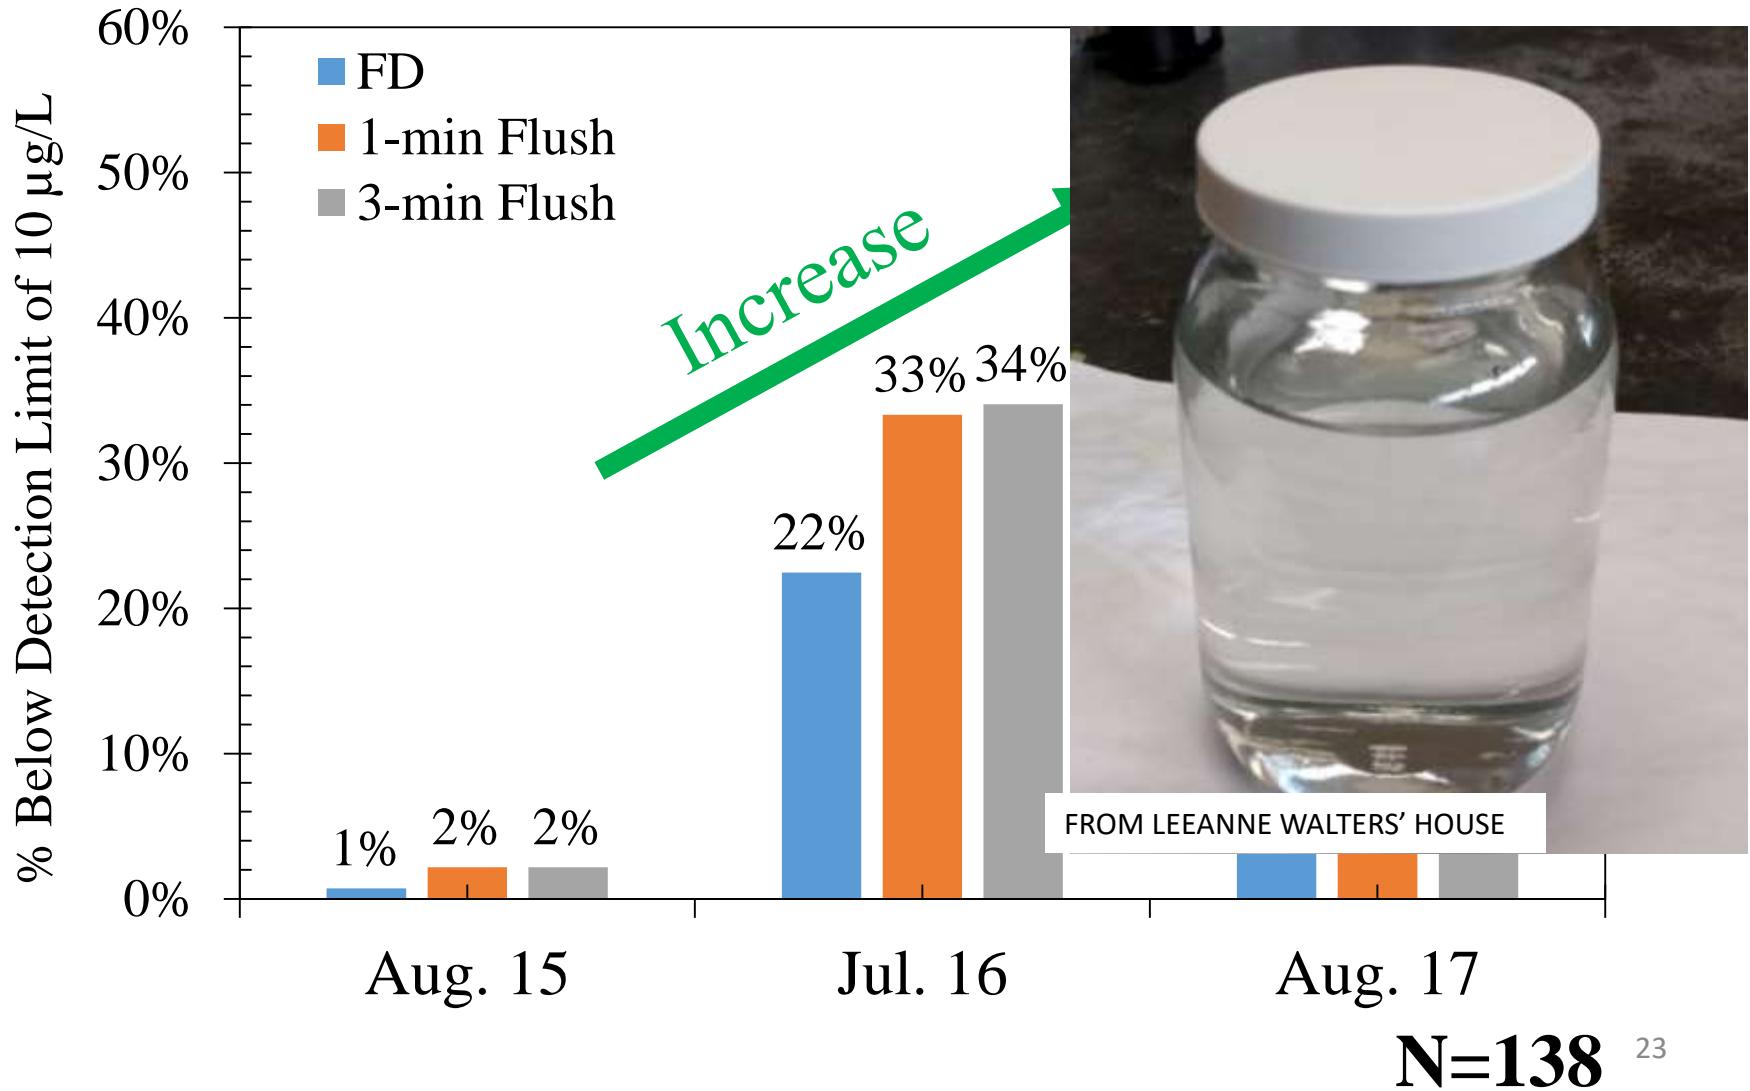 % Below Detection Limit of 10 µg/L
60%
50%
40%
30%
20%
10%
0%
FD
1-min Flush
3-min Flush
Increase
1%
2%
2%
22%
33%
34%
FROM LEEANNE WALTERS’ HOUSE
Aug. 15
Jul. 16
Aug. 17
N=138
23